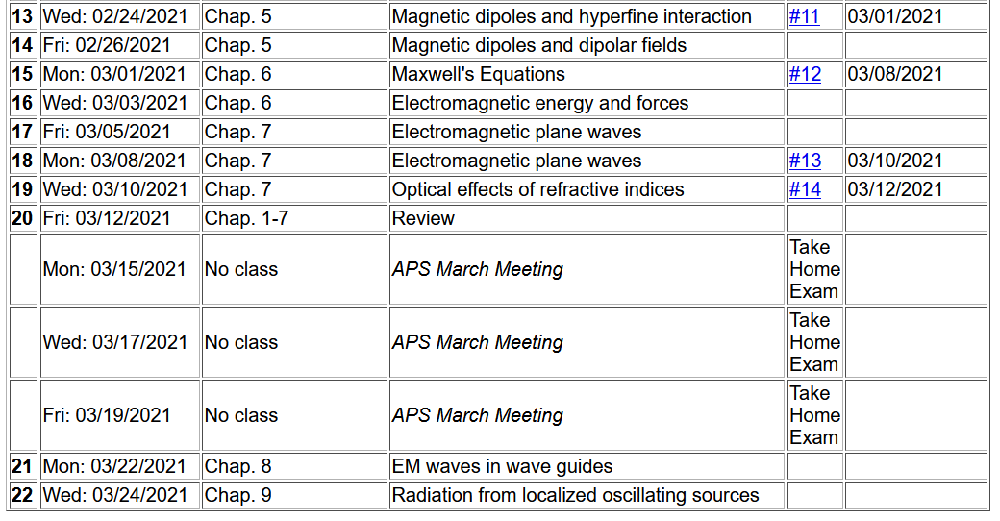 13 Wed: 02/24/2021 Chap. 5 Magnetic dipoles and hyperfine interaction #11 03/01/2021
14 Fri: 02/26/2021 Chap. 5 Magnetic dipoles and dipolar fields
15 Mon: 03/01/2021 Chap. 6 Maxwell's Equations #12 03/08/2021
16 Wed: 03/03/2021 Chap. 6 Electromagnetic energy and forces
17 Fri: 03/05/2021 Chap. 7 Electromagnetic plane waves
18 Mon: 03/08/2021 Chap. 7 Electromagnetic plane waves #13 03/10/2021
19 Wed: 03/10/2021 Chap. 7 Optical effects of refractive indices #14 03/12/2021
20 Fri: 03/12/2021 Chap. 1-7 Review
Mon: 03/15/2021 No class APS March Meeting Take
Home
Exam
Wed: 03/17/2021 No class APS March Meeting Take
Home
Exam
Fri: 03/19/2021 No class APS March Meeting Take
Home
Exam
21 Mon: 03/22/2021 Chap. 8 EM waves in wave guides
22 Wed: 03/24/2021 Chap. 9 Radiation from localized oscillating sources